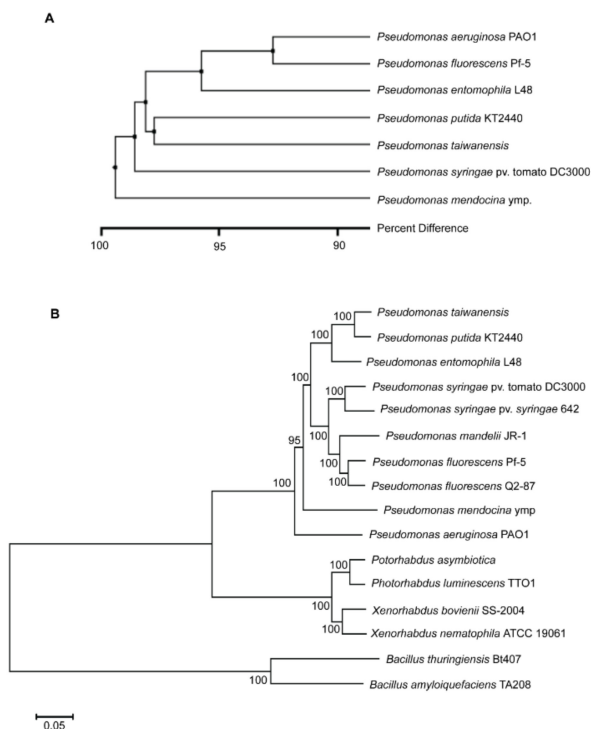 A
Pseudomonas aeruginosa PAO1
Pseudomonas fluorescens Pf-5
Pseudomonas entomophila L48
Pseudomonas putida KT2440
Pseudomonas taiwanensis
Pseudomonas syringae pv. tomato DC3000
Pseudomonas mendocina ymp.
Percent Difference
100 95 90
B
Pseudomonas taiwanensis
100
Pseudomonas putida KT2440
100
Pseudomonas entomophila L48
100
Pseudomonas syringae pv. tomato DC3000
100
Pseudomonas syringae pv. syringae 642
100
Pseudomonas mandelii JR-1
95
Pseudomonas fluorescens Pf-5
100
Pseudomonas fluorescens Q2-87
100 100
Pseudomonas mendocina ymp
Pseudomonas aeruginosa PAO1
Potorhabdus asymbiotica
100
Photorhabdus luminescens TTO1
100
Xenorhabdus bovienii SS-2004
100
Xenorhabdus nematophila ATCC 19061
Bacillus thuringiensis Bt407
100
Bacillus amyloiquefaciens TA208
0.05